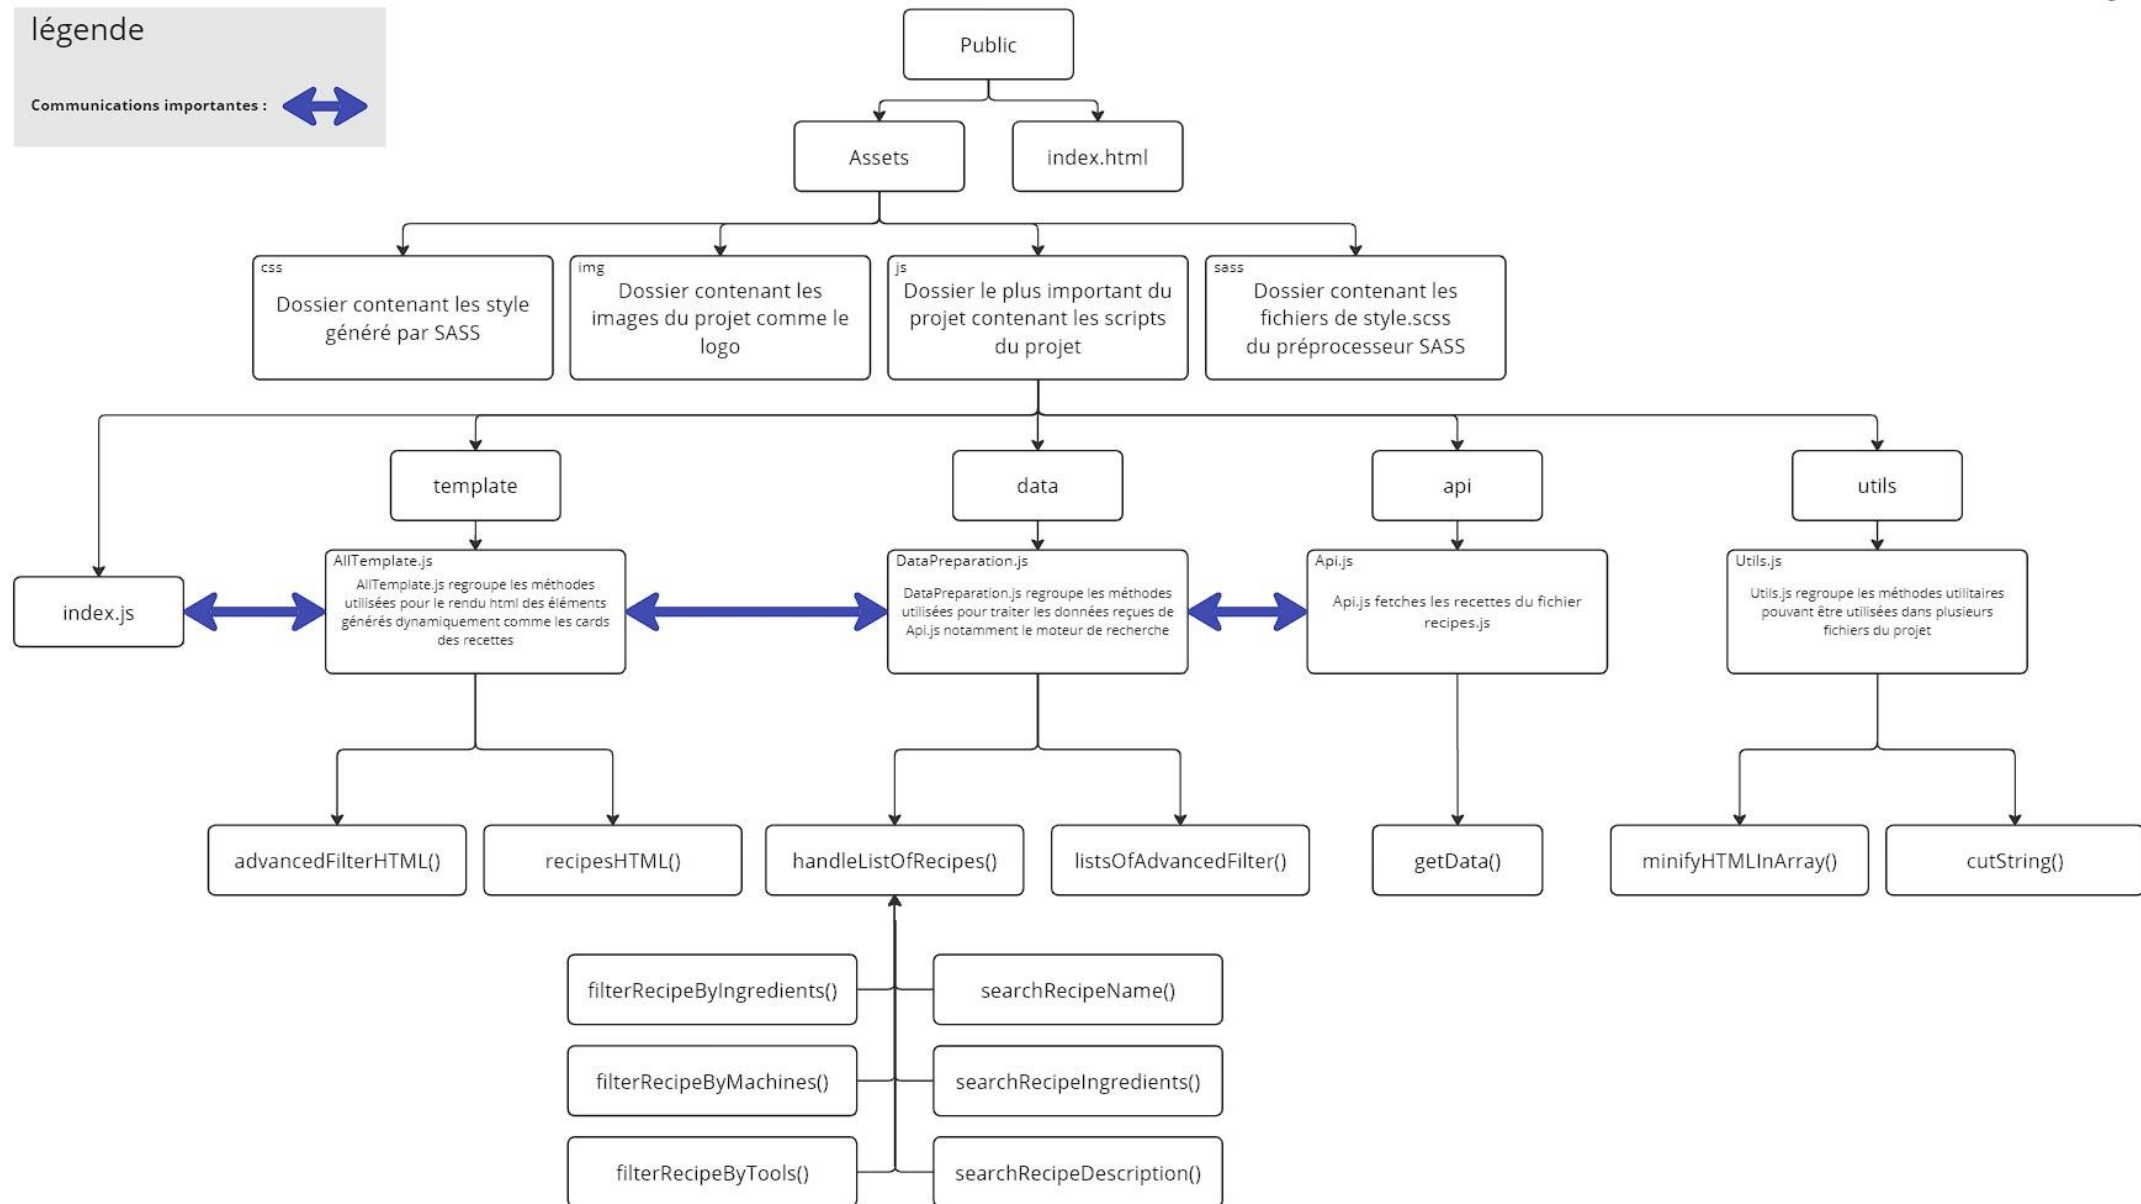 légende
Communications importantes :
Public
Assets
index.html
css
Dossier contenant les style
généré par SASS
img
Dossier contenant les
images du projet comme le
logo
js
Dossier le plus important du
projet contenant les scripts
du projet
sass
Dossier contenant les
fichiers de style.scss
du préprocesseur SASS
template
data
api
utils
index.js
AllTemplate.js
AllTemplate.js regroupe les méthodes
utilisées pour le rendu html des éléments
générés dynamiquement comme les cards
des recettes
DataPreparation.js
DataPreparation.js regroupe les méthodes
utilisées pour traiter les données reçues de
Api.js notamment le moteur de recherche
Api.js
Api.js fetches les recettes du fichier
recipes.js
Utils.js
Utils.js regroupe les méthodes utilitaires
pouvant être utilisées dans plusieurs
fichiers du projet
advancedFilterHTML()
recipesHTML()
handleListOfRecipes()
listsOfAdvancedFilter()
getData()
minifyHTMLInArray()
cutString()
filterRecipeByIngredients()
searchRecipeName()
filterRecipeByMachines()
searchRecipeIngredients()
filterRecipeByTools()
searchRecipeDescription()